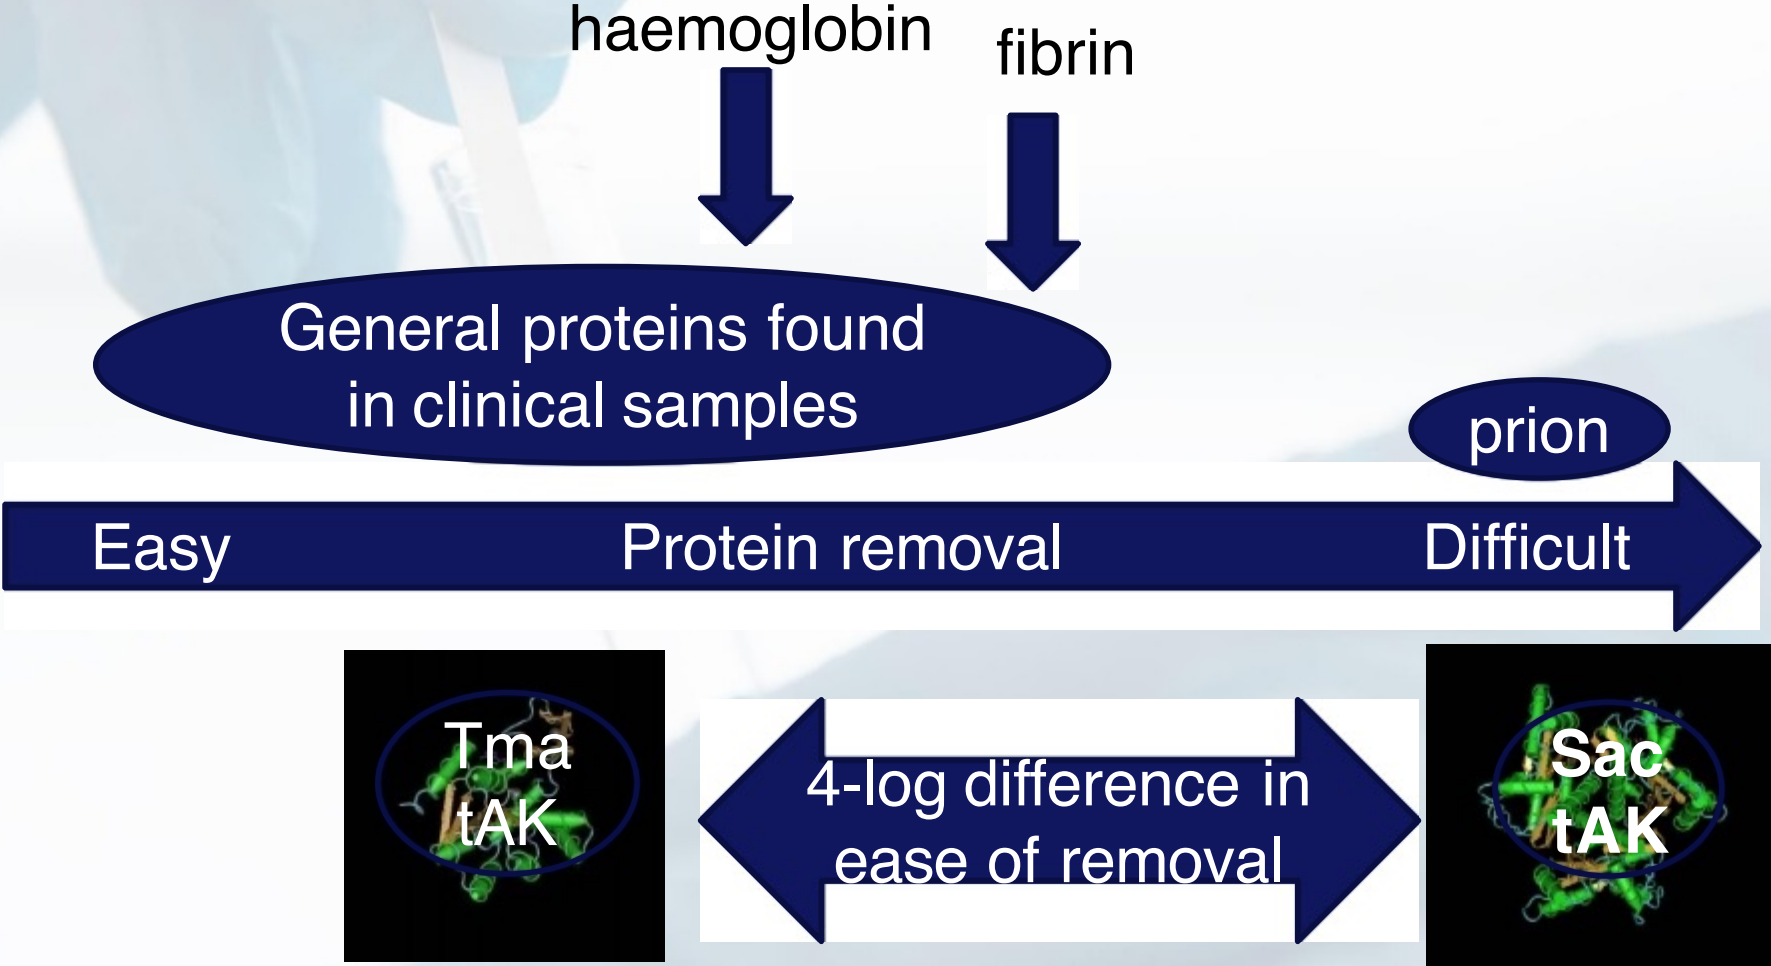 haemoglobin
fibrin
General proteins found
in clinical samples
prion
Easy Protein removal Difficult
Tma
tAK
4-log difference in
ease of removal
Sac
tAK